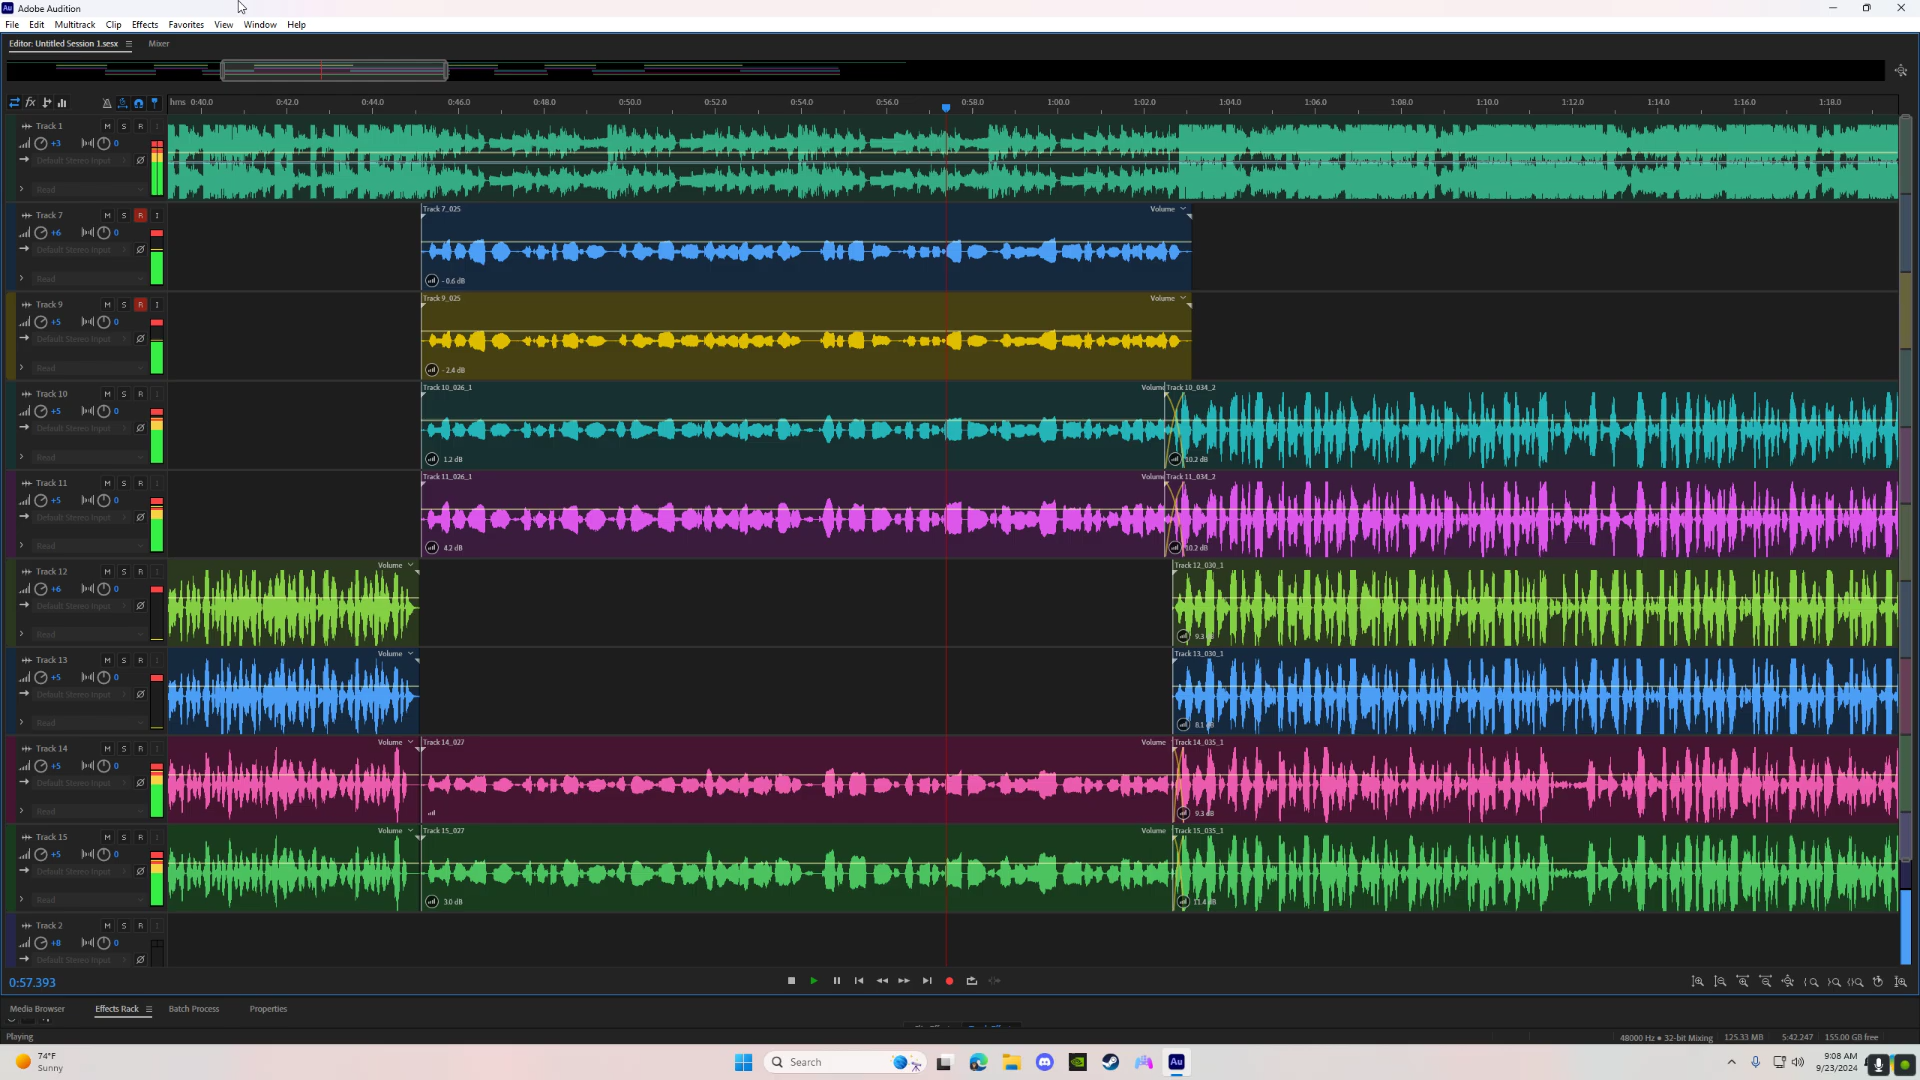 Adobe Audition
File Edit Multitrack Clip Effects Favorites View Window Help
Editor: Untitled Session 1.sesx Mixer
hms 0:40.0 0:42.0 0:44.0 0:46.0 0:48.0 0:50.0 0:52.0 0:54.0 0:56.0 0:58.0 1:00.0 1:02.0 1:04.0 1:06.0 1:08.0 1:10.0 1:12.0 1:14.0 1:16.0 1:18.0
Track 1 M S R I
+3 0
Default Stereo Input
Read
Track 7 M S R I
+6 0
Default Stereo Input
Read
Track 7_025 Volume
-0.6 dB
Track 9 M S R I
+5 0
Default Stereo Input
Read
Track 9_025 Volume
-2.4 dB
Track 10 M S R I
+5 0
Default Stereo Input
Read
Track 10_026_1 Volume Track 10_034_2
1.2 dB 10.2 dB
Track 11 M S R I
+5 0
Default Stereo Input
Read
Track 11_026_1 Volume Track 11_034_2
4.2 dB 10.2 dB
Track 12 M S R I
+6 0
Default Stereo Input
Read
Volume Track 12_030_1
9.3 dB
Track 13 M S R I
+5 0
Default Stereo Input
Read
Volume Track 13_030_1
8.1 dB
Track 14 M S R I
+5 0
Default Stereo Input
Read
Volume Track 14_027 Volume Track 14_035_1
9.3 dB
Track 15 M S R I
+5 0
Default Stereo Input
Read
Volume Track 15_027 Volume Track 15_035_1
3.0 dB 11.4 dB
Track 2 M S R I
+8 0
Default Stereo Input
0:57.393
Media Browser Effects Rack Batch Process Properties
Playing
48000 Hz • 32-bit Mixing 125.33 MB 5:42.247 155.00 GB free
74°F
Sunny
Search
Au
9:08 AM
9/23/2024